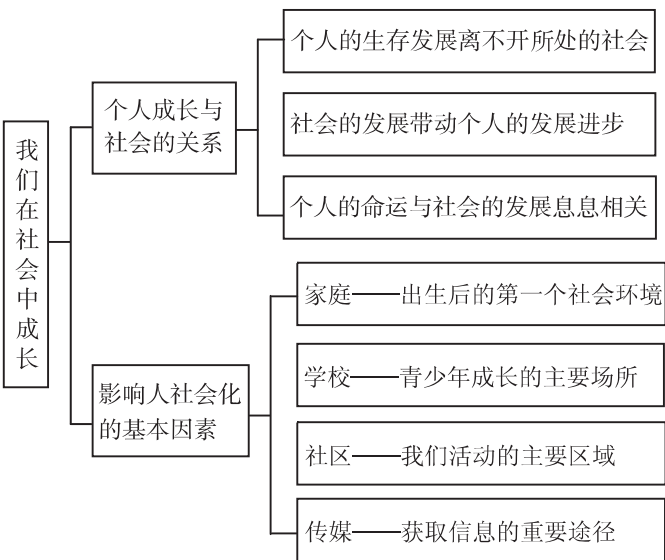 我们在社会中成长
个人成长与
社会的关系
个人的生存发展离不开所处的社会
社会的发展带动个人的发展进步
个人的命运与社会的发展息息相关
影响人社会化
的基本因素
家庭——出生后的第一个社会环境
学校——青少年成长的主要场所
社区——我们活动的主要区域
传媒——获取信息的重要途径